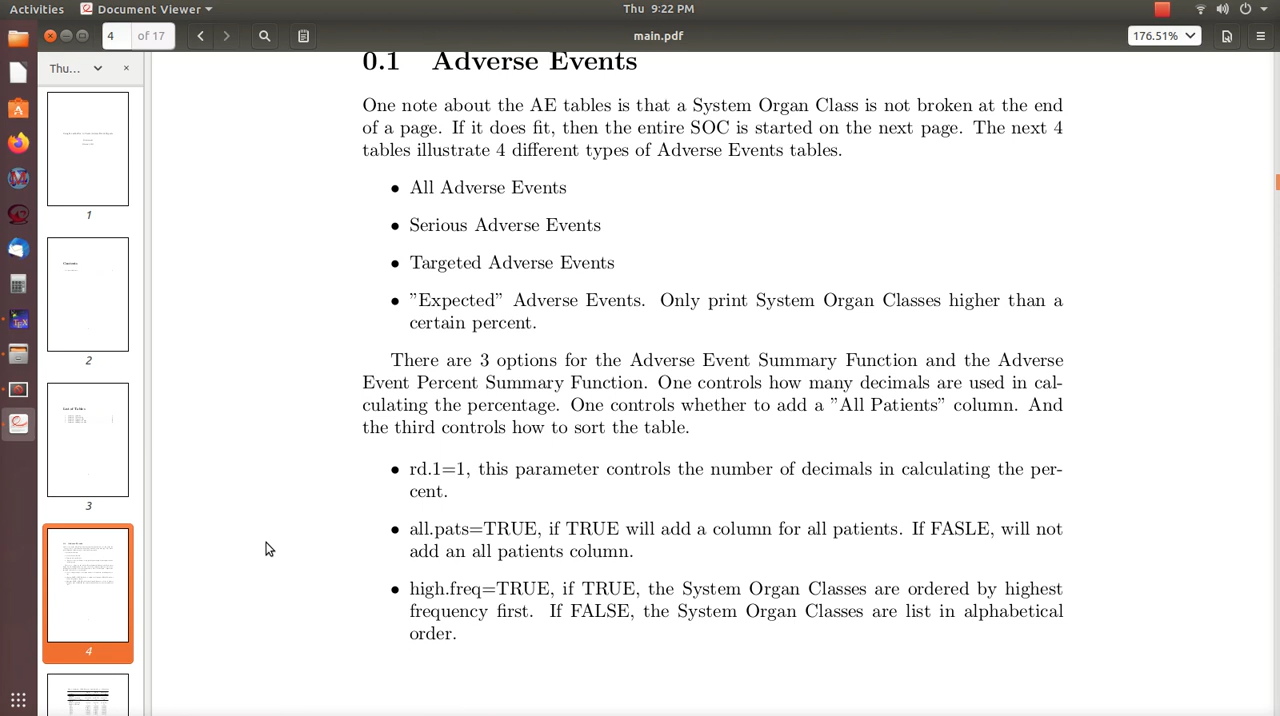 Activities Document Viewer Thu 9:22 PM
4 of 17 main.pdf 176.51%
Thu...
0.1 Adverse Events
One note about the AE tables is that a System Organ Class is not broken at the end
of a page. If it does fit, then the entire SOC is started on the next page. The next 4
tables illustrate 4 different types of Adverse Events tables.
• All Adverse Events
• Serious Adverse Events
• Targeted Adverse Events
• ”Expected” Adverse Events. Only print System Organ Classes higher than a
certain percent.
There are 3 options for the Adverse Event Summary Function and the Adverse
Event Percent Summary Function. One controls how many decimals are used in cal-
culating the percentage. One controls whether to add a ”All Patients” column. And
the third controls how to sort the table.
• rd.1=1, this parameter controls the number of decimals in calculating the per-
cent.
• all.pats=TRUE, if TRUE will add a column for all patients. If FASLE, will not
add an all patients column.
• high.freq=TRUE, if TRUE, the System Organ Classes are ordered by highest
frequency first. If FALSE, the System Organ Classes are list in alphabetical
order.
1
2
3
4